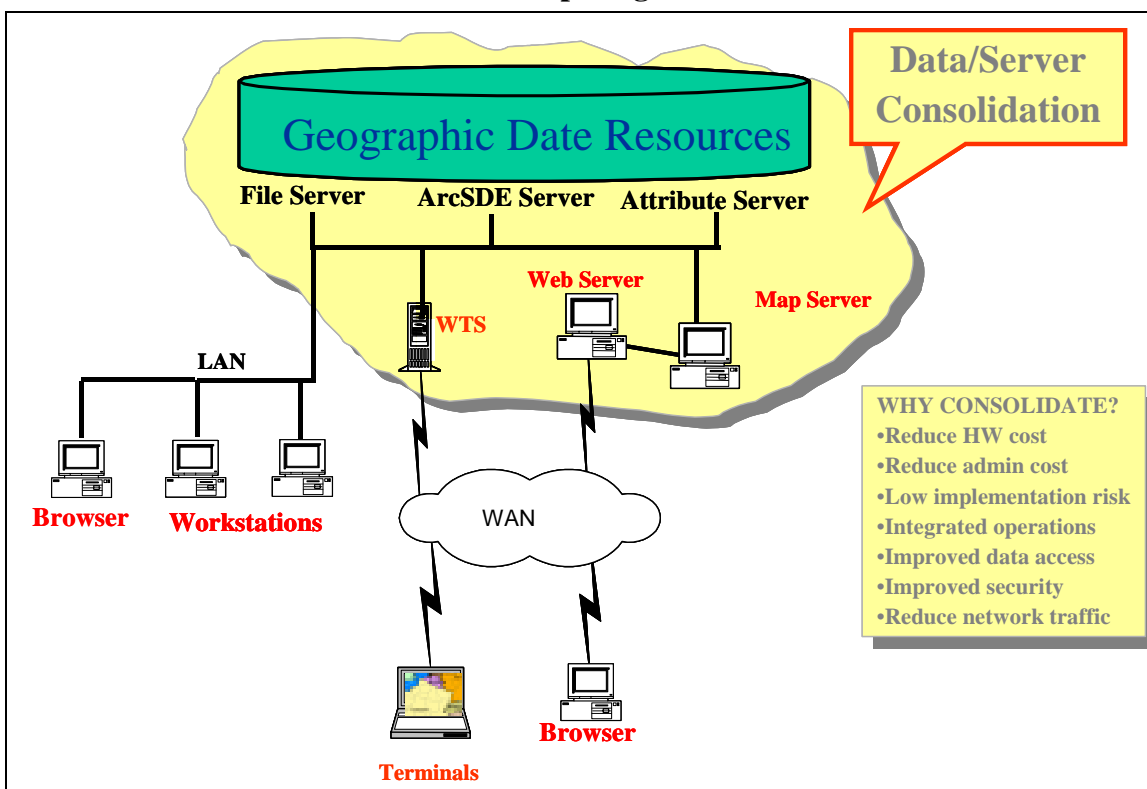 Data/Server
Consolidation
Geographic Date Resources
File Server
ArcSDE Server
Attribute Server
Web Server
Map Server
WTS
LAN
Browser
Workstations
WAN
WHY CONSOLIDATE?
•Reduce HW cost
•Reduce admin cost
•Low implementation risk
•Integrated operations
•Improved data access
•Improved security
•Reduce network traffic
Browser
Terminals